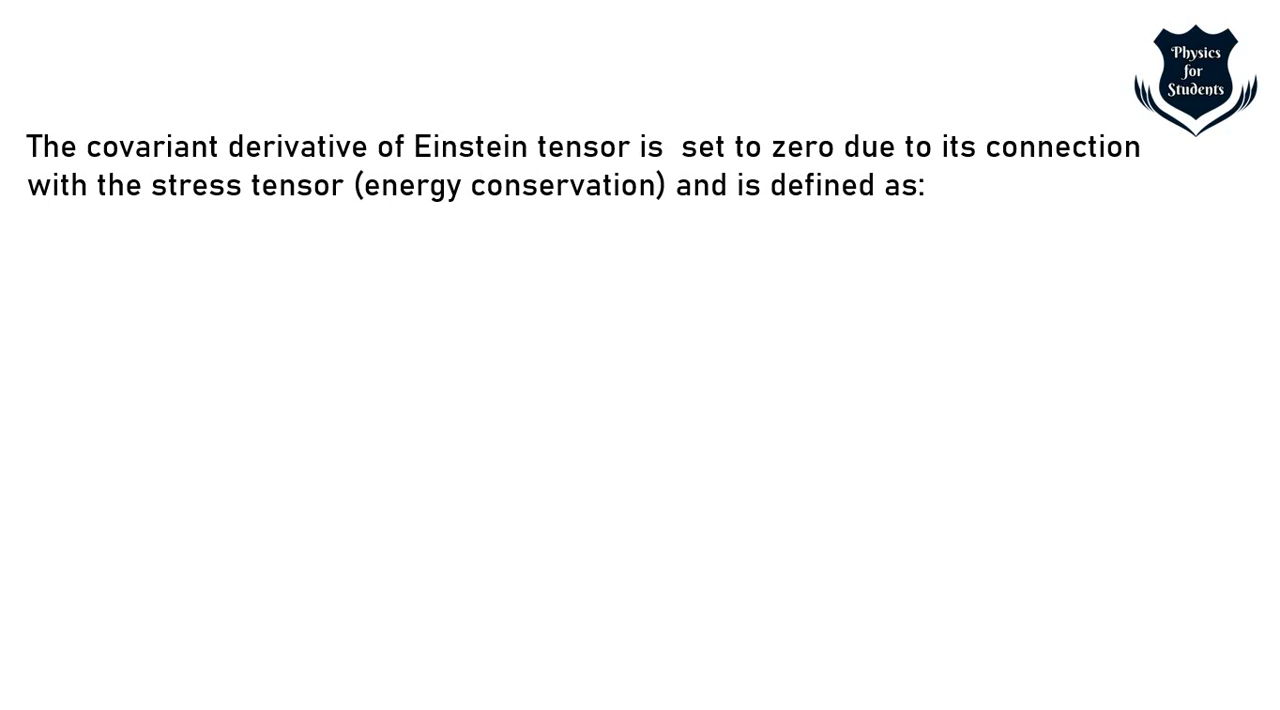 Physics
for
Students
The covariant derivative of Einstein tensor is  set to zero due to its connection
with the stress tensor (energy conservation) and is defined as: